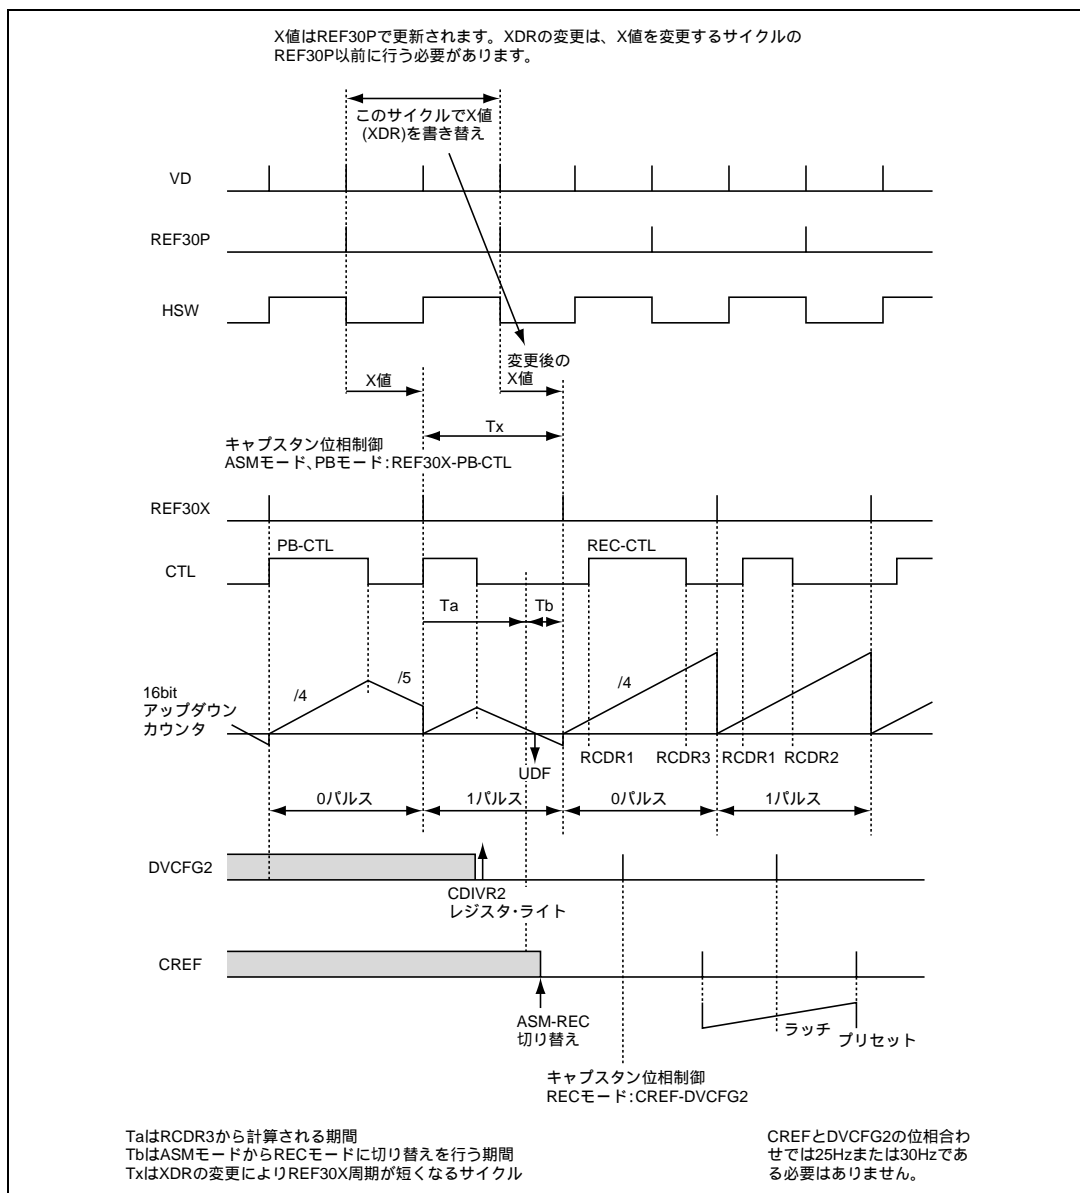 X値はREF30Pで更新されます。XDRの変更は、X値を変更するサイクルの
REF30P以前に行う必要があります。
このサイクルでX値
(XDR)を書き替え
VD
REF30P
HSW
変更後の
X値
X値
Tx
キャプスタン位相制御
ASMモード、PBモード:REF30X-PB-CTL
REF30X
PB-CTL
REC-CTL
CTL
Ta
Tb
/4
/5
/4
16bit
アップダウン
カウンタ
RCDR1
RCDR3
RCDR1
RCDR2
UDF
0パルス
1パルス
0パルス
1パルス
DVCFG2
CDIVR2
レジスタ・ライト
CREF
ASM-REC
切り替え
ラッチ
プリセット
キャプスタン位相制御
RECモード:CREF-DVCFG2
TaはRCDR3から計算される期間
TbはASMモードからRECモードに切り替えを行う期間
TxはXDRの変更によりREF30X周期が短くなるサイクル
CREFとDVCFG2の位相合わ
せでは25Hzまたは30Hzであ
る必要はありません。